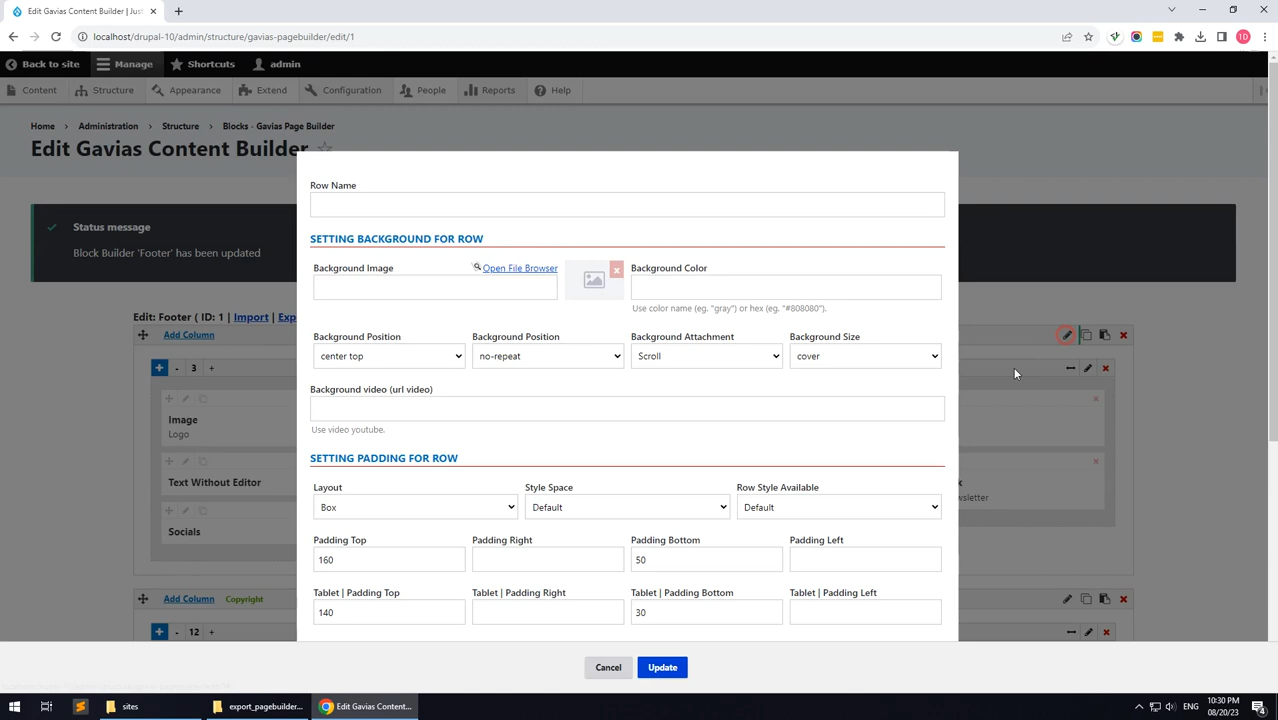 Edit Gavias Content Builder | Jus
localhost/drupal-10/admin/structure/gavias-pagebuilder/edit/1
1D
Back to site
Manage
Shortcuts
admin
Content
Structure
Appearance
Extend
Configuration
People
Reports
Help
Home › Administration › Structure › Blocks - Gavias Page Builder
Edit Gavias Content Builder
Status message
Block Builder 'Footer' has been updated
Edit: Footer ( ID: 1 | Import | Exp
Add Column
- 3 +
Image
Logo
Text Without Editor
Socials
k
wsletter
Add Column Copyright
- 12 +
Row Name
SETTING BACKGROUND FOR ROW
Background Image
Open File Browser
Background Color
Use color name (eg. "gray") or hex (eg. "#808080").
Background Position
Background Position
Background Attachment
Background Size
center top
no-repeat
Scroll
cover
Background video (url video)
Use video youtube.
SETTING PADDING FOR ROW
Layout
Style Space
Row Style Available
Box
Default
Default
Padding Top
Padding Right
Padding Bottom
Padding Left
160
50
Tablet | Padding Top
Tablet | Padding Right
Tablet | Padding Bottom
Tablet | Padding Left
140
30
Cancel
Update
sites
export_pagebuilder...
Edit Gavias Content...
ENG
10:30 PM
08/20/23
4